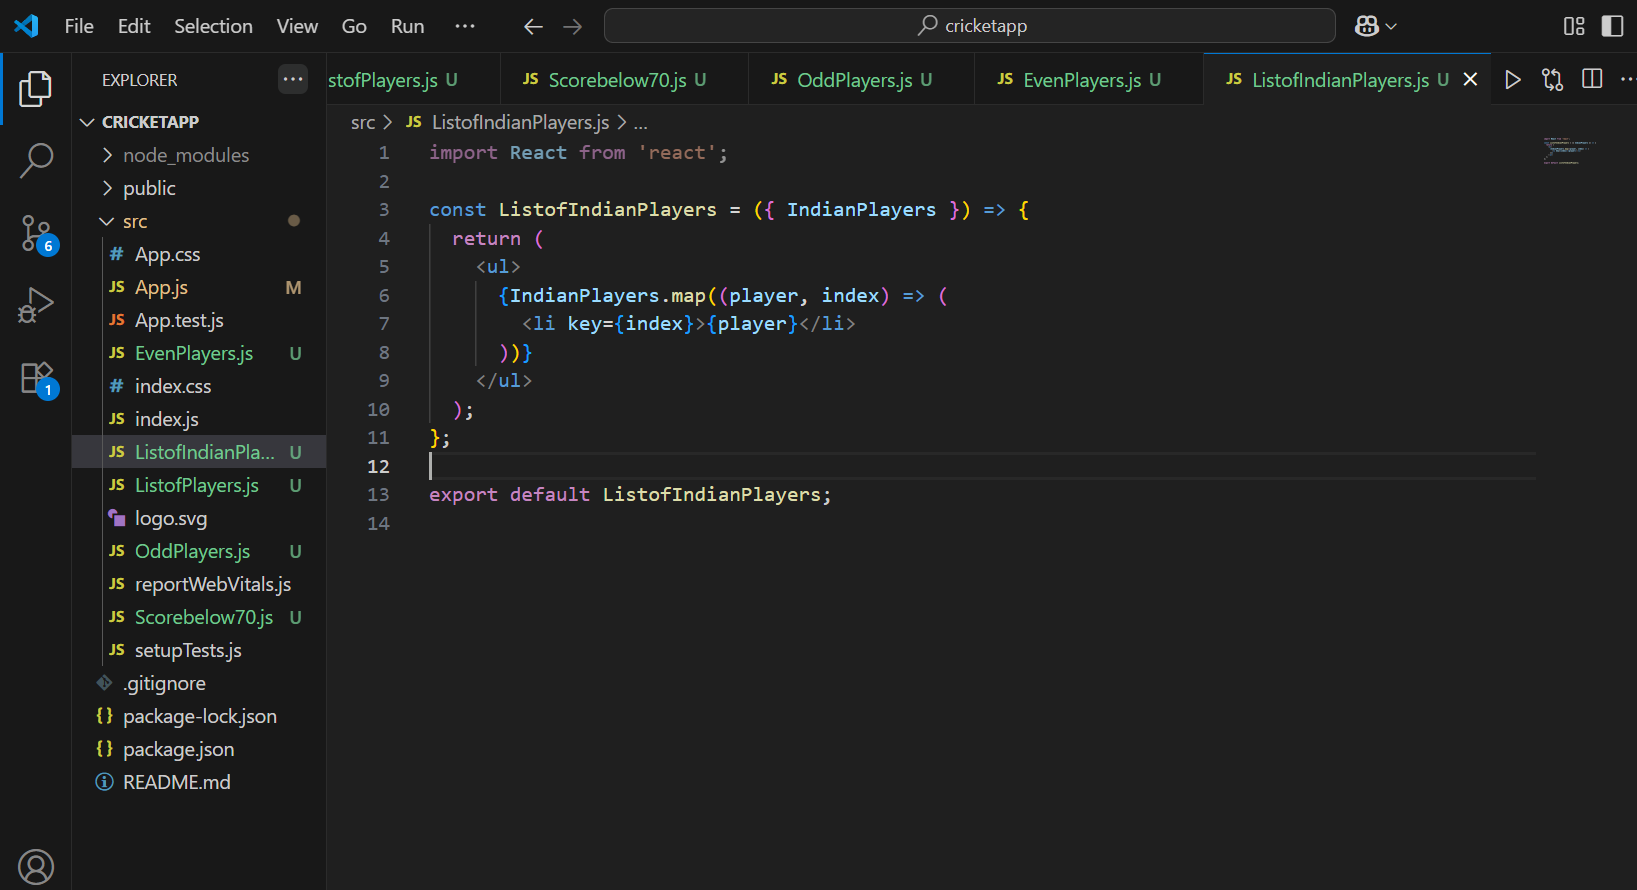 File Edit Selection View Go Run ··· cricketapp
EXPLORER ···
stofPlayers.js U JS Scorebelow70.js U JS OddPlayers.js U JS EvenPlayers.js U JS ListofIndianPlayers.js U
CRICKETAPP
node_modules
public
src
# App.css
JS App.js M
JS App.test.js
JS EvenPlayers.js U
# index.css
JS index.js
JS ListofIndianPla... U
JS ListofPlayers.js U
logo.svg
JS OddPlayers.js U
JS reportWebVitals.js
JS Scorebelow70.js U
JS setupTests.js
.gitignore
{} package-lock.json
{} package.json
README.md
6
1
src > JS ListofIndianPlayers.js > ...
1 import React from 'react';
2
3 const ListofIndianPlayers = ({ IndianPlayers }) => {
4 return (
5 <ul>
6 {IndianPlayers.map((player, index) => (
7 <li key={index}>{player}</li>
8 ))}
9 </ul>
10 );
11 };
12
13 export default ListofIndianPlayers;
14